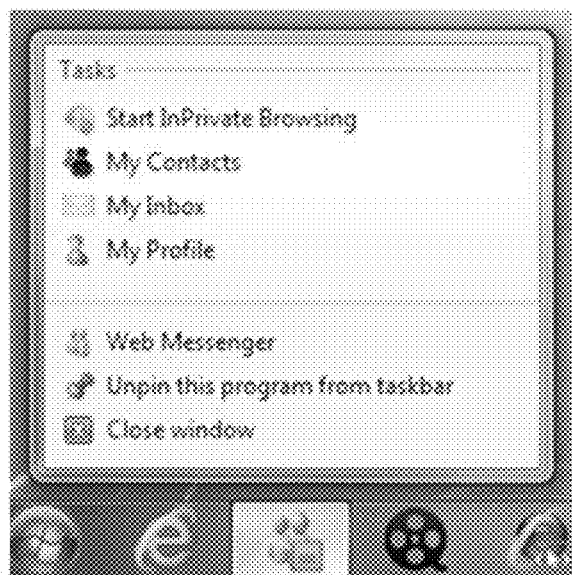 Tasks
Start InPrivate Browsing
My Contacts
My Inbox
My Profile
Web Messenger
Unpin this program from taskbar
Close window